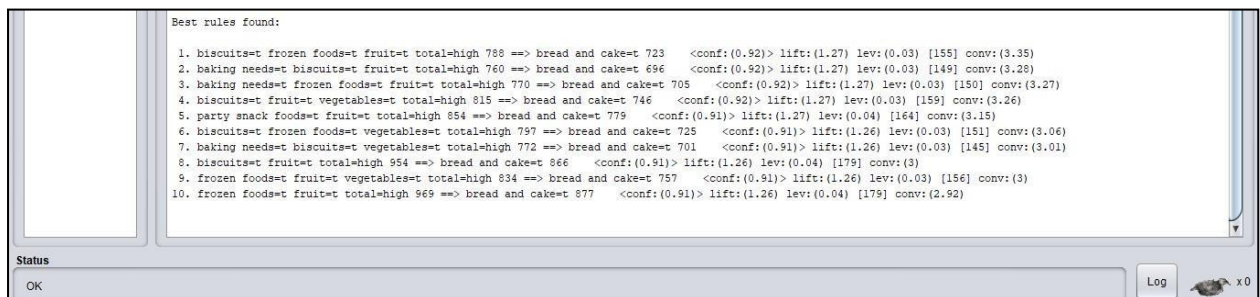 Best rules found:
1. biscuits=t frozen foods=t fruit=t total=high 788 ==> bread and cake=t 723    <conf:(0.92)> lift:(1.27) lev:(0.03) [155] conv:(3.35)
2. baking needs=t biscuits=t fruit=t total=high 760 ==> bread and cake=t 696    <conf:(0.92)> lift:(1.27) lev:(0.03) [149] conv:(3.28)
3. baking needs=t frozen foods=t fruit=t total=high 770 ==> bread and cake=t 705    <conf:(0.92)> lift:(1.27) lev:(0.03) [150] conv:(3.27)
4. biscuits=t fruit=t vegetables=t total=high 815 ==> bread and cake=t 746    <conf:(0.92)> lift:(1.27) lev:(0.03) [159] conv:(3.26)
5. party snack foods=t fruit=t total=high 854 ==> bread and cake=t 779    <conf:(0.91)> lift:(1.27) lev:(0.04) [164] conv:(3.15)
6. biscuits=t frozen foods=t vegetables=t total=high 797 ==> bread and cake=t 725    <conf:(0.91)> lift:(1.26) lev:(0.03) [151] conv:(3.06)
7. baking needs=t biscuits=t vegetables=t total=high 772 ==> bread and cake=t 701    <conf:(0.91)> lift:(1.26) lev:(0.03) [145] conv:(3.01)
8. biscuits=t fruit=t total=high 954 ==> bread and cake=t 866    <conf:(0.91)> lift:(1.26) lev:(0.04) [179] conv:(3)
9. frozen foods=t fruit=t vegetables=t total=high 834 ==> bread and cake=t 757    <conf:(0.91)> lift:(1.26) lev:(0.03) [156] conv:(3)
10. frozen foods=t fruit=t total=high 969 ==> bread and cake=t 877    <conf:(0.91)> lift:(1.26) lev:(0.04) [179] conv:(2.92)
Status
OK
Log
x 0